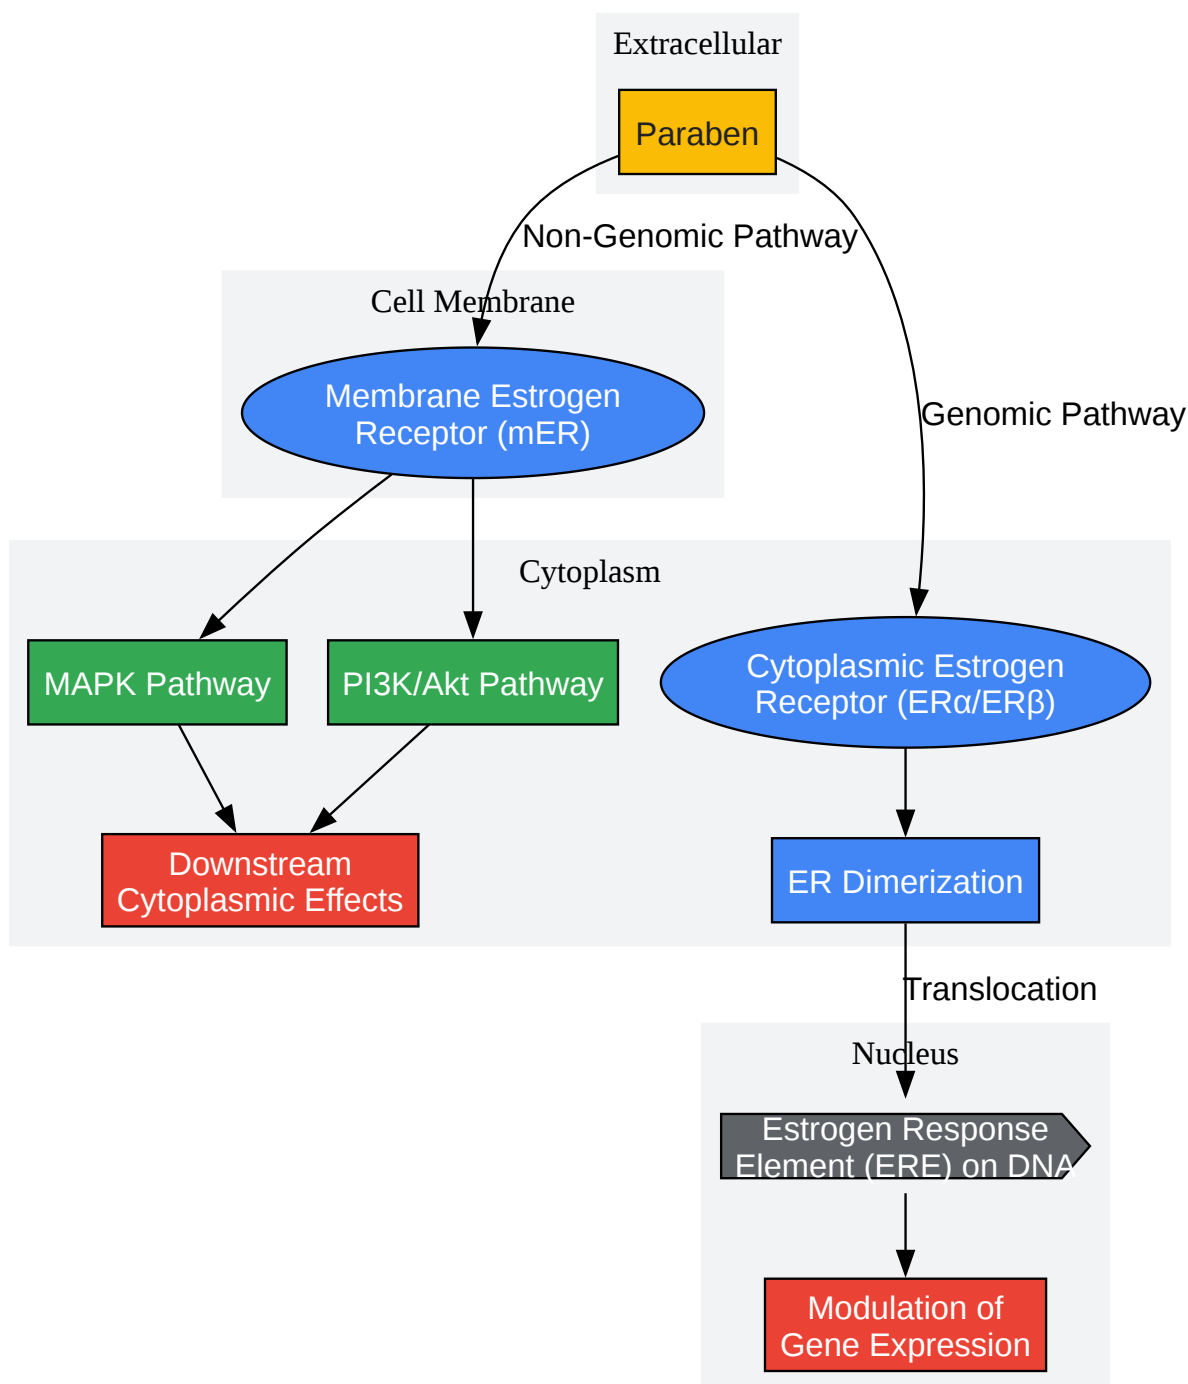 Extracellular
Paraben
Non-Genomic Pathway
Cell Membrane
Membrane Estrogen
Receptor (mER)
Genomic Pathway
Cytoplasm
MAPK Pathway
PI3K/Akt Pathway
Cytoplasmic Estrogen
Receptor (ERα/ERβ)
Downstream
Cytoplasmic Effects
ER Dimerization
Translocation
Nucleus
Estrogen Response
Element (ERE) on DNA
Modulation of
Gene Expression